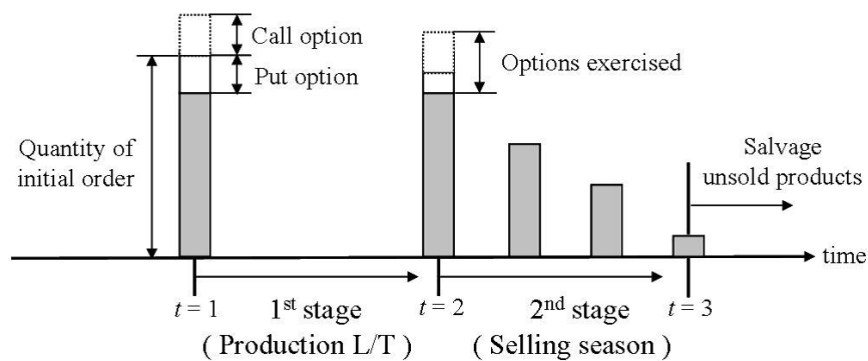 Call option
Put option
Options exercised
Quantity of
initial order
Salvage
unsold products
time
t = 1
1st stage
t = 2
2nd stage
t = 3
( Production L/T )
( Selling season )